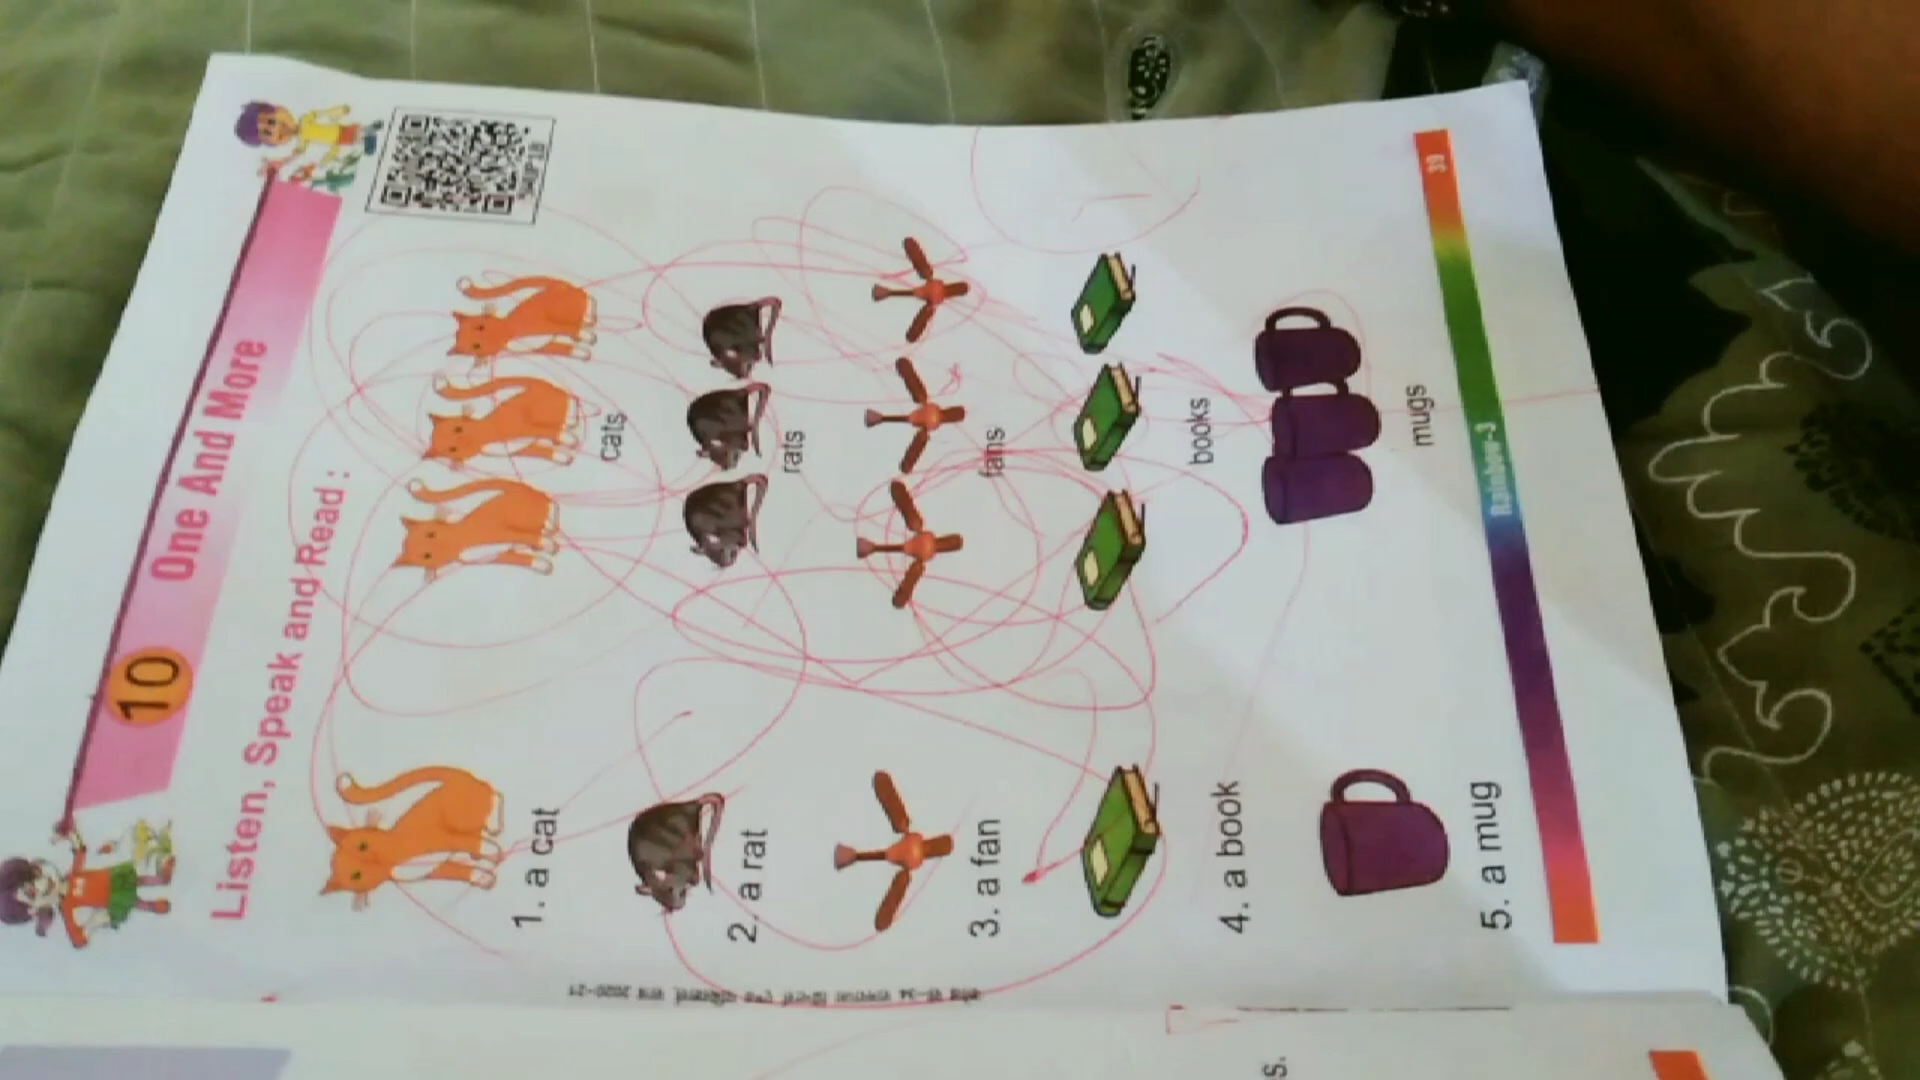 10 One And More
Listen, Speak and Read :
1. a cat
cats
2. a rat
rats
3. a fan
fans
4. a book
books
5. a mug
mugs
Rainbow-3
39